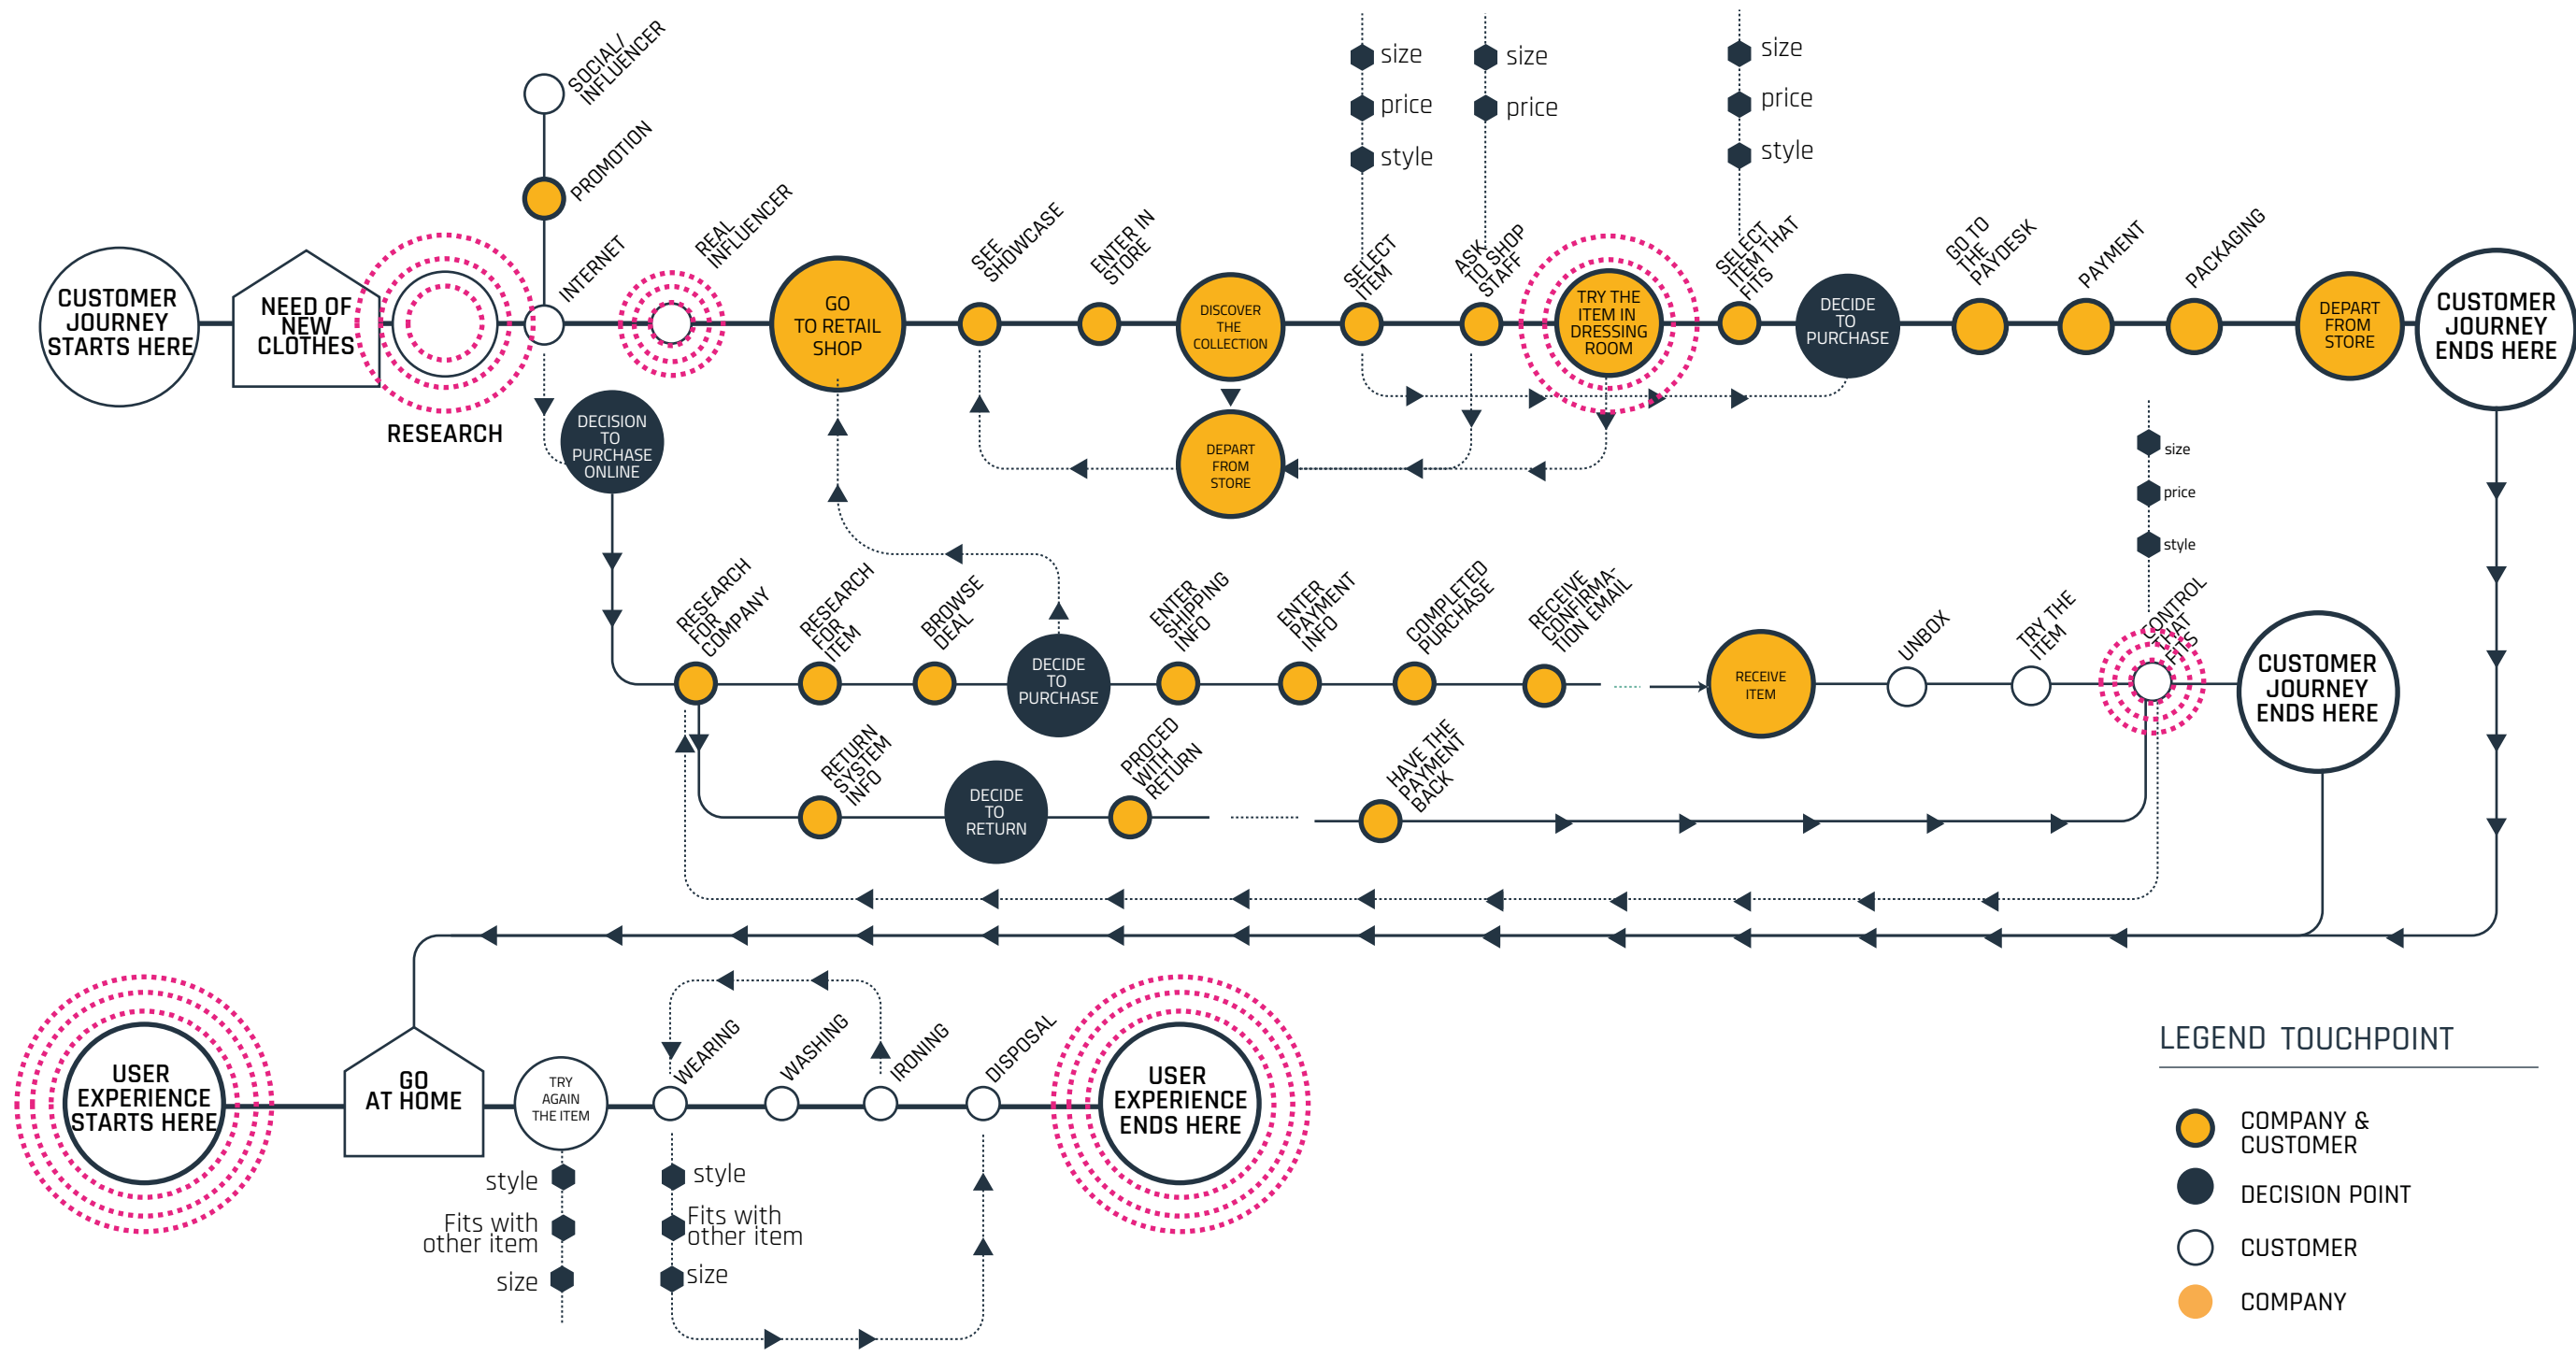 SOCIAL/
INFLUENCER
PROMOTION
INTERNET
REAL
INFLUENCER
CUSTOMER
JOURNEY
STARTS HERE
NEED OF
NEW
CLOTHES
RESEARCH
DECISION
TO
PURCHASE
ONLINE
GO
TO RETAIL
SHOP
SEE
SHOWCASE
ENTER IN
STORE
DISCOVER
THE
COLLECTION
DEPART
FROM
STORE
size
price
style
SELECT
ITEM
size
price
ASK
TO SHOP
STAFF
TRY THE
ITEM IN
DRESSING
ROOM
size
price
style
SELECT
ITEM THAT
FITS
DECIDE
TO
PURCHASE
GO TO
THE
PAYDESK
PAYMENT
PACKAGING
DEPART
FROM
STORE
CUSTOMER
JOURNEY
ENDS HERE
RESEARCH
FOR
COMPANY
RESEARCH
FOR
ITEM
BROWSE
DEAL
DECIDE
TO
PURCHASE
ENTER
SHIPPING
INFO
ENTER
PAYMENT
INFO
COMPLETED
PURCHASE
RECEIVE
CONFIRMA-
TION EMAIL
RECEIVE
ITEM
UNBOX
TRY THE
ITEM
size
price
style
CONTROL
THAT
FITS
CUSTOMER
JOURNEY
ENDS HERE
RETURN
SYSTEM
INFO
DECIDE
TO
RETURN
PROCED
WITH
RETURN
HAVE THE
PAYMENT
BACK
USER
EXPERIENCE
STARTS HERE
GO
AT HOME
TRY
AGAIN
THE ITEM
style
Fits with
other item
size
WEARING
WASHING
IRONING
DISPOSAL
style
Fits with
other item
size
USER
EXPERIENCE
ENDS HERE
LEGEND TOUCHPOINT
COMPANY &
CUSTOMER
DECISION POINT
CUSTOMER
COMPANY